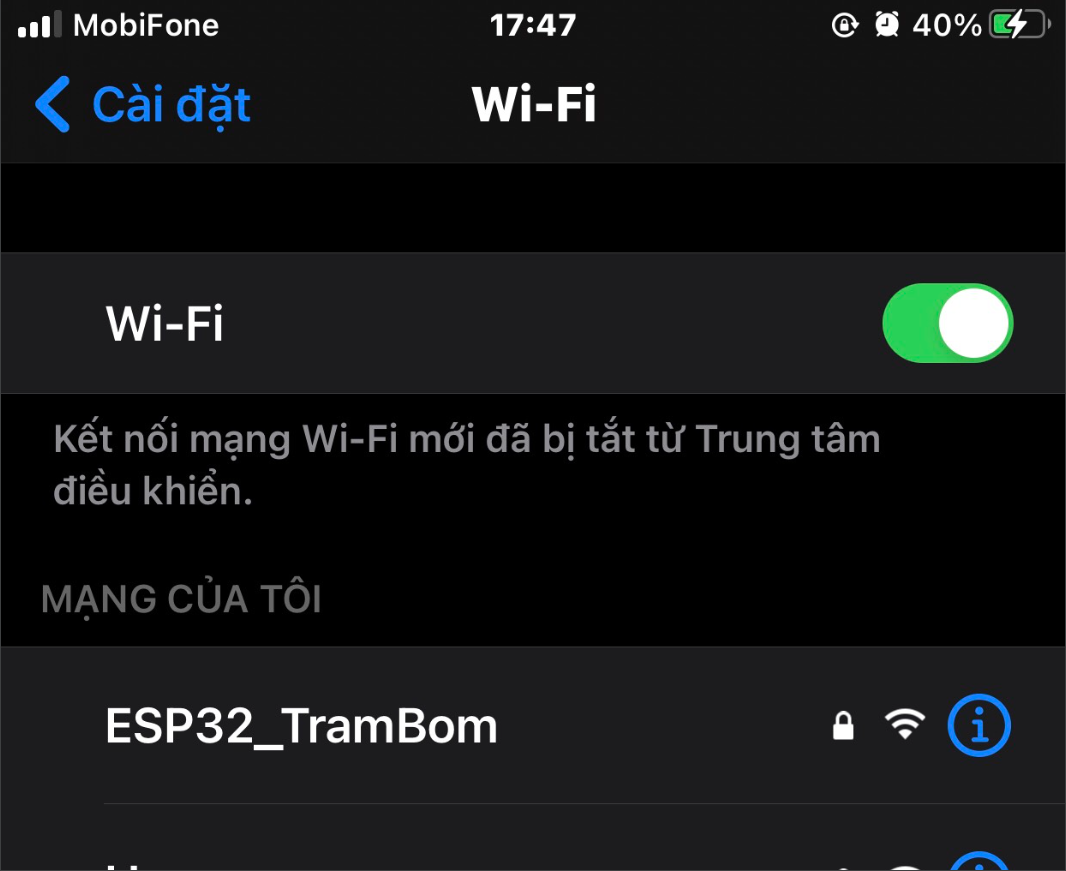 MobiFone 17:47 40%
Cài đặt Wi-Fi
Wi-Fi
Kết nối mạng Wi-Fi mới đã bị tắt từ Trung tâm
điều khiển.
MẠNG CỦA TÔI
ESP32_TramBom